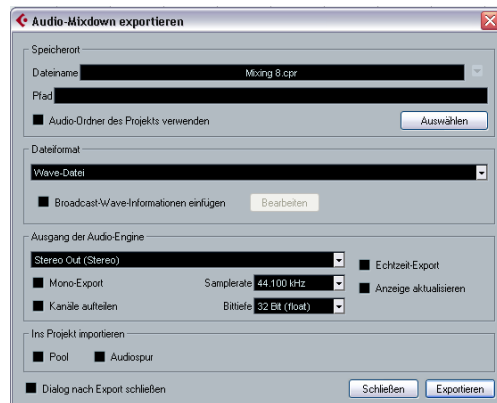 Audio-Mixdown exportieren
Speicherort
Dateiname Mixing 8.cpr
Pfad
Audio-Ordner des Projekts verwenden Auswählen
Dateiformat
Wave-Datei
Broadcast-Wave-Informationen einfügen Bearbeiten
Ausgang der Audio-Engine
Stereo Out (Stereo)
Echtzeit-Export
Mono-Export Samplerate 44.100 kHz
Anzeige aktualisieren
Kanäle aufteilen Bittiefe 32 Bit (float)
Ins Projekt importieren
Pool Audiospur
Dialog nach Export schließen Schließen Exportieren